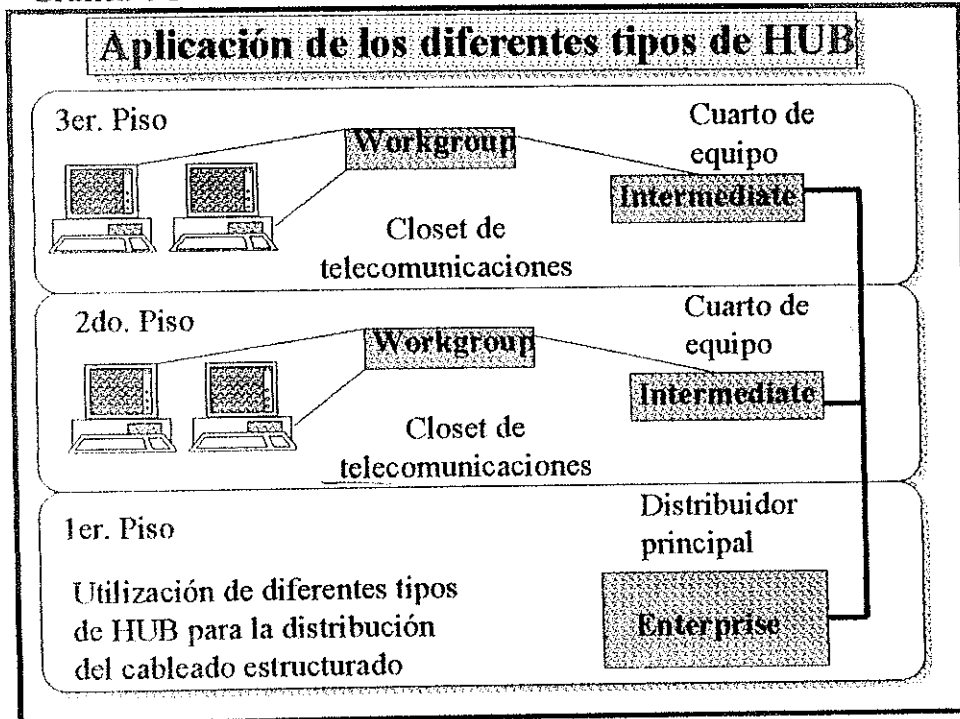 Aplicación de los diferentes tipos de HUB
3er. Piso
Workgroup
Cuarto de
equipo
Intermediate
Closet de
telecomunicaciones
2do. Piso
Workgroup
Cuarto de
equipo
Intermediate
Closet de
telecomunicaciones
1er. Piso
Distribuidor
principal
Utilización de diferentes tipos
de HUB para la distribución
del cableado estructurado
Enterprise